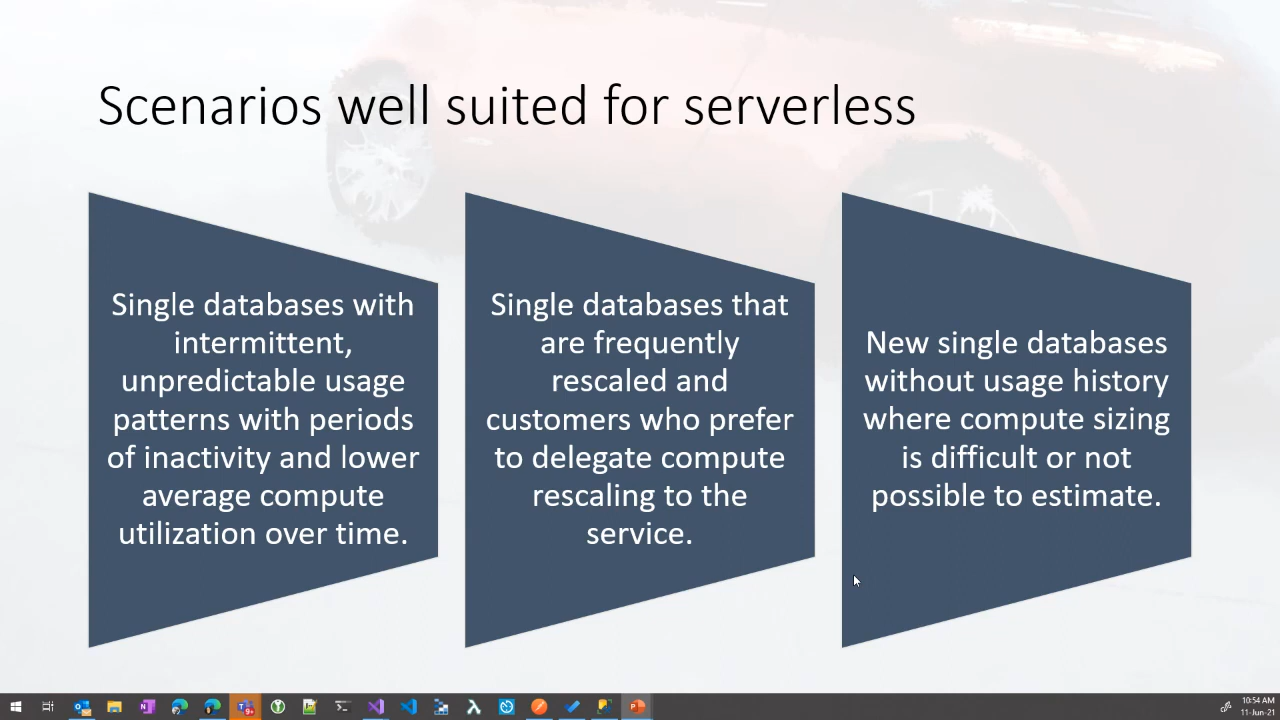 Scenarios well suited for serverless
Single databases with
intermittent,
unpredictable usage
patterns with periods
of inactivity and lower
average compute
utilization over time.
Single databases that
are frequently
rescaled and
customers who prefer
to delegate compute
rescaling to the
service.
New single databases
without usage history
where compute sizing
is difficult or not
possible to estimate.
10:54 AM
11-Jun-21